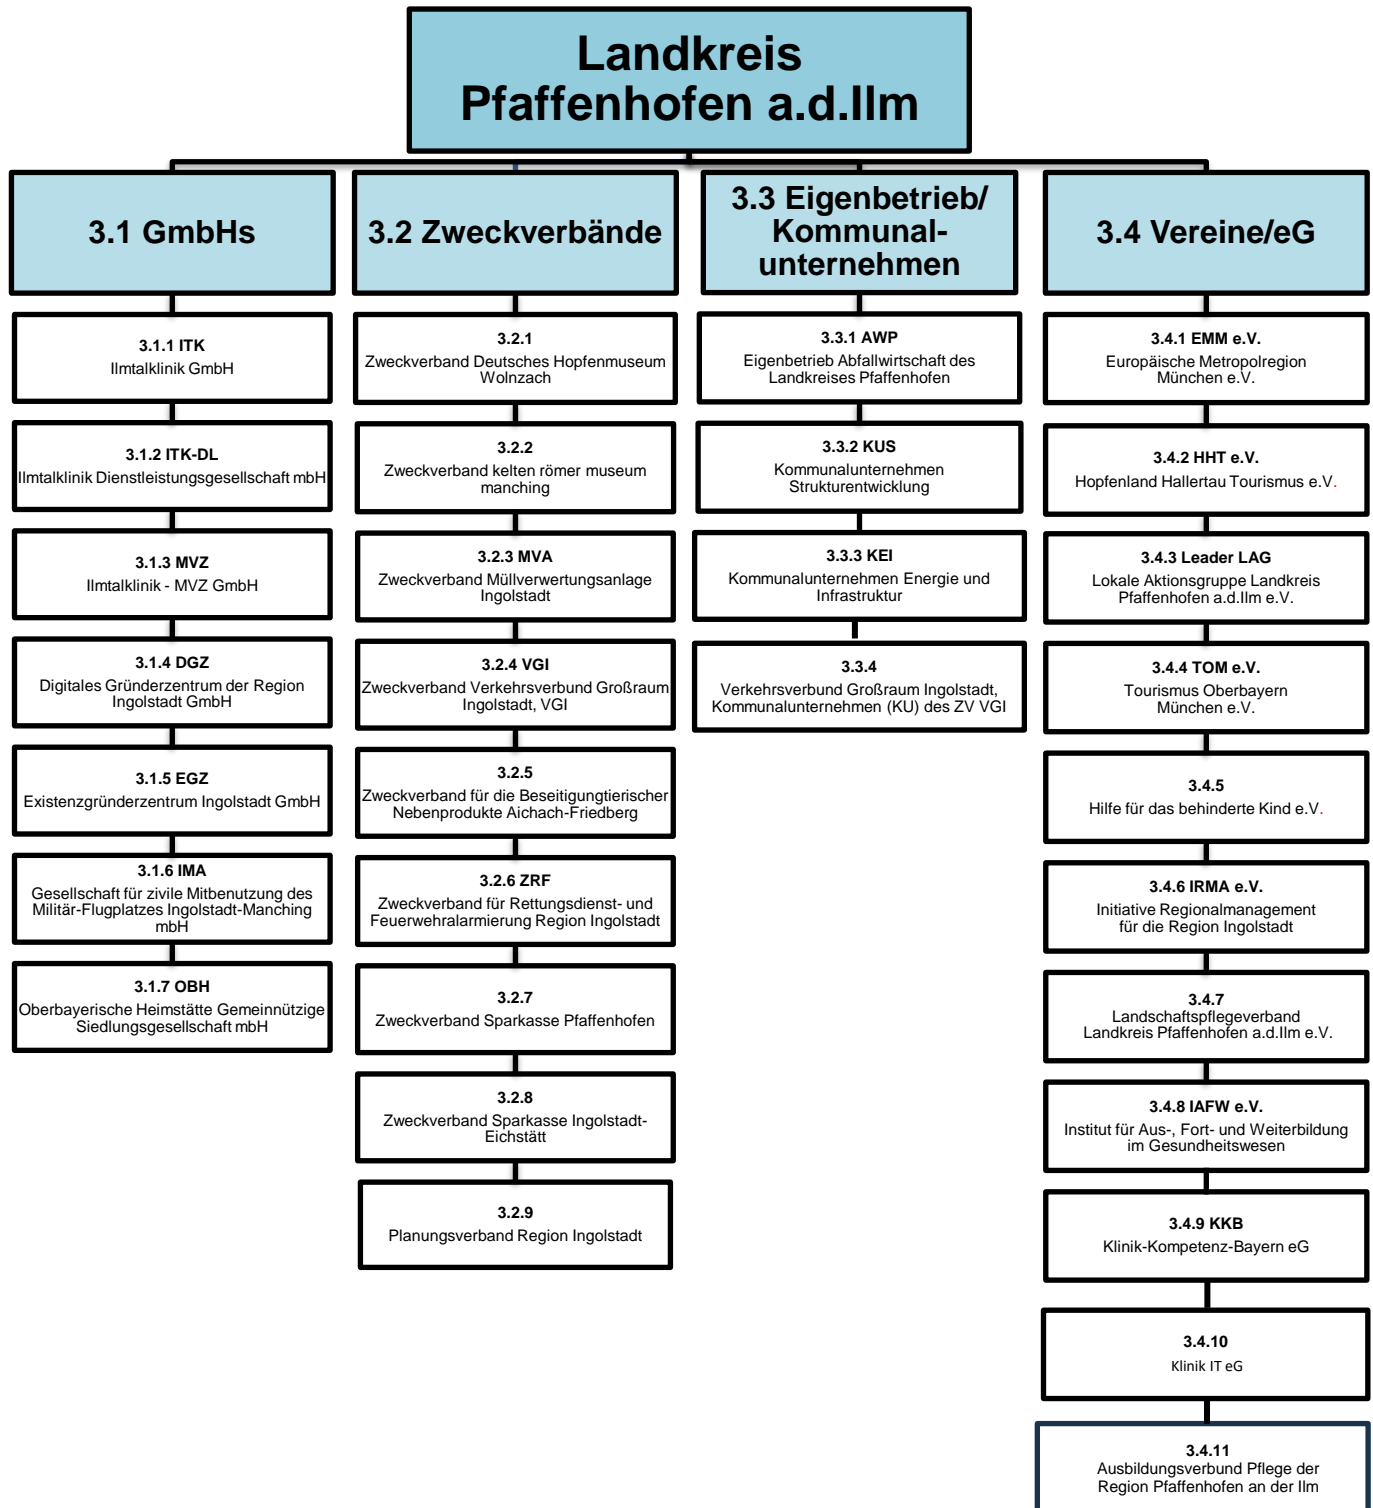 Landkreis
Pfaffenhofen a.d.Ilm
3.1 GmbHs
3.1.1 ITK
Ilmtalklinik GmbH
3.1.2 ITK-DL
Ilmtalklinik Dienstleistungsgesellschaft mbH
3.1.3 MVZ
Ilmtalklinik - MVZ GmbH
3.1.4 DGZ
Digitales Gründerzentrum der Region
Ingolstadt GmbH
3.1.5 EGZ
Existenzgründerzentrum Ingolstadt GmbH
3.1.6 IMA
Gesellschaft für zivile Mitbenutzung des
Militär-Flugplatzes Ingolstadt-Manching
mbH
3.1.7 OBH
Oberbayerische Heimstätte Gemeinnützige
Siedlungsgesellschaft mbH
3.2 Zweckverbände
3.2.1
Zweckverband Deutsches Hopfenmuseum
Wolnzach
3.2.2
Zweckverband kelten römer museum
manching
3.2.3 MVA
Zweckverband Müllverwertungsanlage
Ingolstadt
3.2.4 VGI
Zweckverband Verkehrsverbund Großraum
Ingolstadt, VGI
3.2.5
Zweckverband für die Beseitigungtierischer
Nebenprodukte Aichach-Friedberg
3.2.6 ZRF
Zweckverband für Rettungsdienst- und
Feuerwehralarmierung Region Ingolstadt
3.2.7
Zweckverband Sparkasse Pfaffenhofen
3.2.8
Zweckverband Sparkasse Ingolstadt-
Eichstätt
3.2.9
Planungsverband Region Ingolstadt
3.3 Eigenbetrieb/
Kommunal-
unternehmen
3.3.1 AWP
Eigenbetrieb Abfallwirtschaft des
Landkreises Pfaffenhofen
3.3.2 KUS
Kommunalunternehmen
Strukturentwicklung
3.3.3 KEI
Kommunalunternehmen Energie und
Infrastruktur
3.3.4
Verkehrsverbund Großraum Ingolstadt,
Kommunalunternehmen (KU) des ZV VGI
3.4 Vereine/eG
3.4.1 EMM e.V.
Europäische Metropolregion
München e.V.
3.4.2 HHT e.V.
Hopfenland Hallertau Tourismus e.V.
3.4.3 Leader LAG
Lokale Aktionsgruppe Landkreis
Pfaffenhofen a.d.Ilm e.V.
3.4.4 TOM e.V.
Tourismus Oberbayern
München e.V.
3.4.5
Hilfe für das behinderte Kind e.V.
3.4.6 IRMA e.V.
Initiative Regionalmanagement
für die Region Ingolstadt
3.4.7
Landschaftspflegeverband
Landkreis Pfaffenhofen a.d.Ilm e.V.
3.4.8 IAFW e.V.
Institut für Aus-, Fort- und Weiterbildung
im Gesundheitswesen
3.4.9 KKB
Klinik-Kompetenz-Bayern eG
3.4.10
Klinik IT eG
3.4.11
Ausbildungsverbund Pflege der
Region Pfaffenhofen an der Ilm